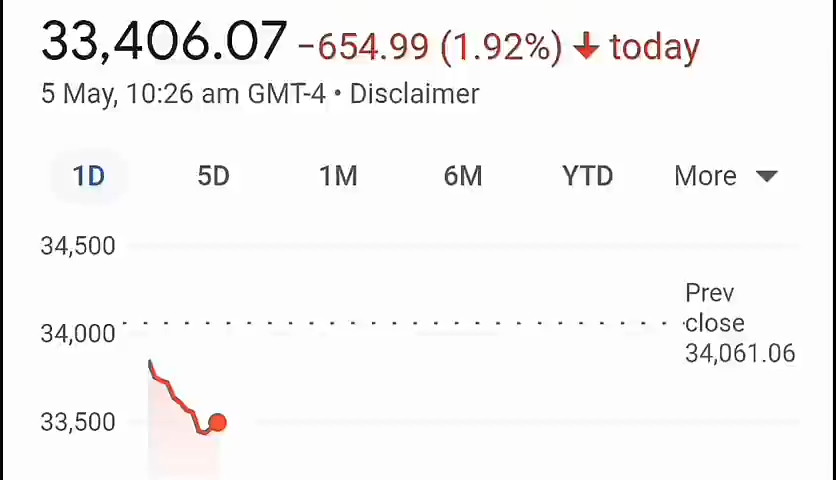 33,406.07 −654.99 (1.92%) ↓ today
5 May, 10:26 am GMT-4 • Disclaimer
1D 5D 1M 6M YTD More
34,500
Prev
close
34,000
34,061.06
33,500